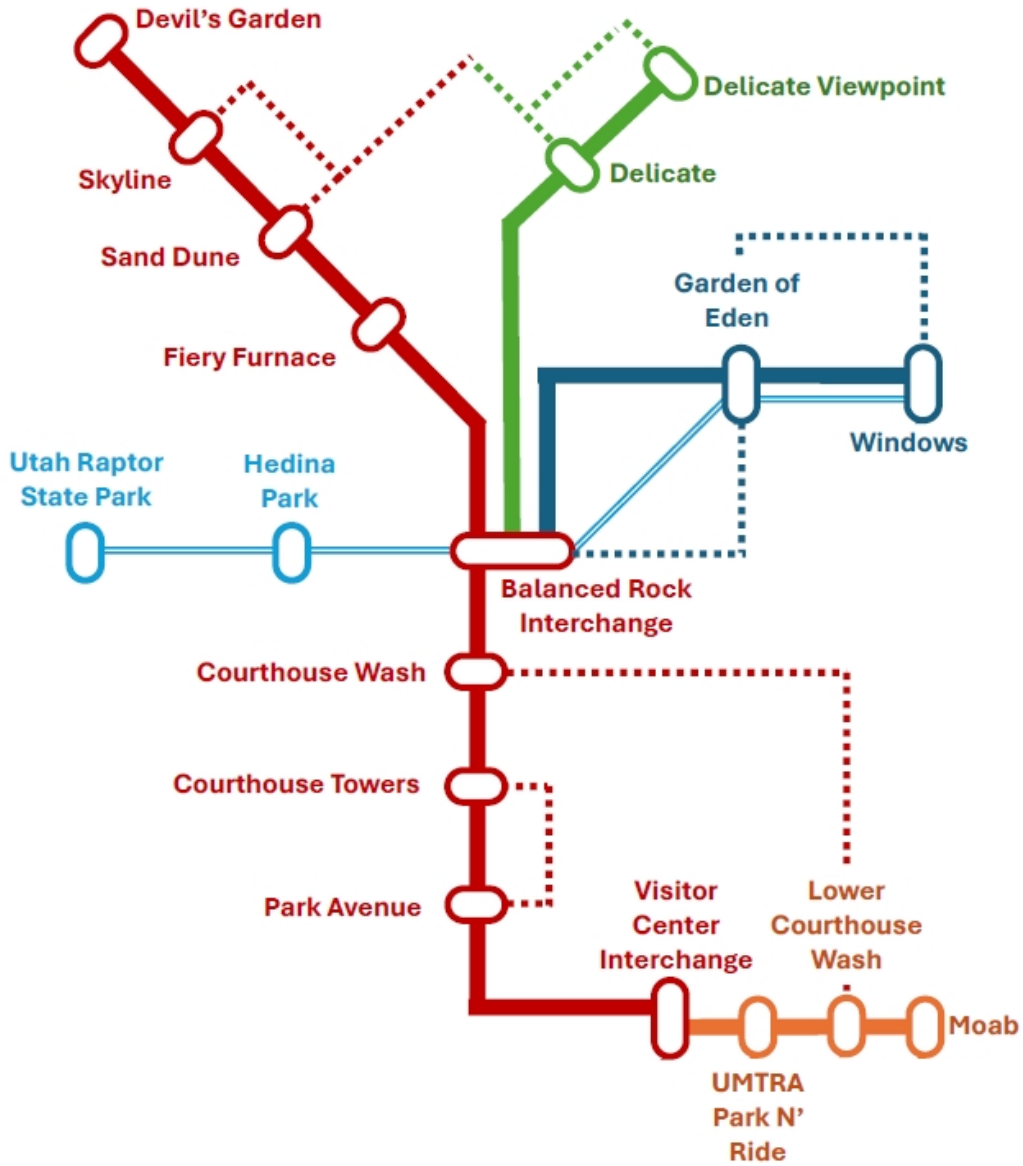 Devil's Garden
Delicate Viewpoint
Skyline
Delicate
Sand Dune
Garden of
Eden
Fiery Furnace
Windows
Utah Raptor
State Park
Hedina
Park
Balanced Rock
Interchange
Courthouse Wash
Courthouse Towers
Park Avenue
Visitor
Center
Interchange
Lower
Courthouse
Wash
Moab
UMTRA
Park N'
Ride